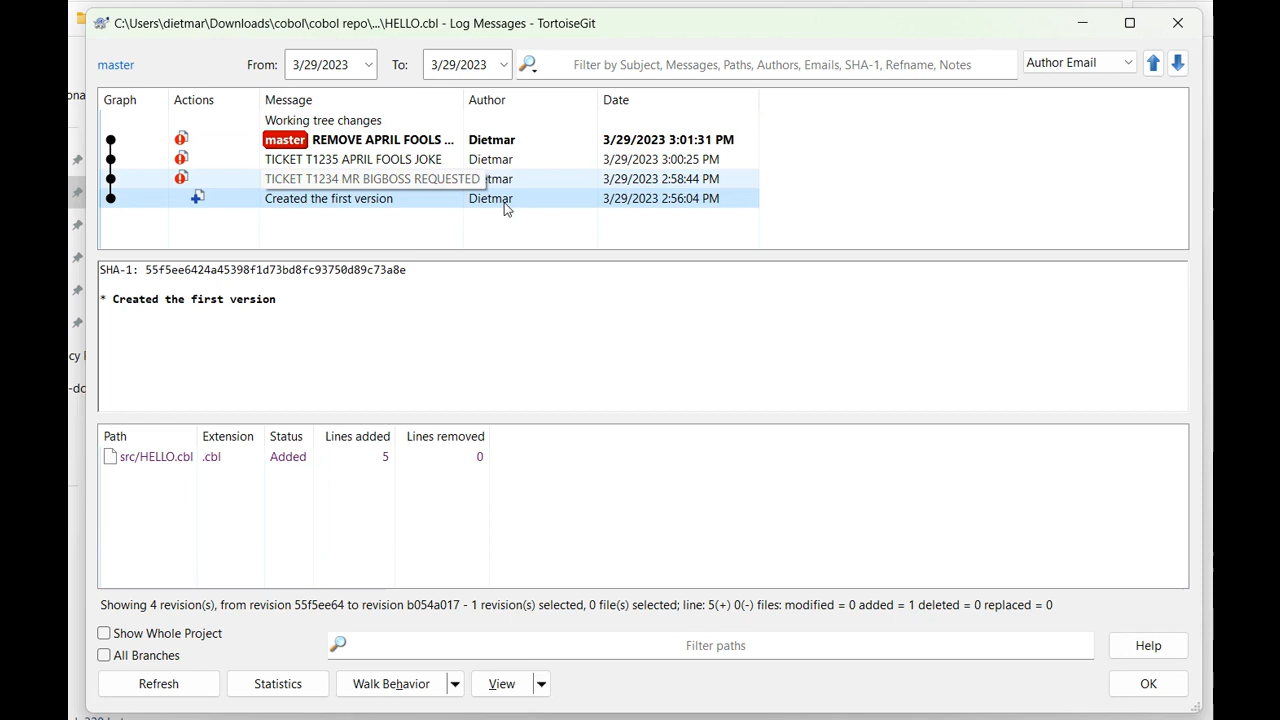 C:\Users\dietmar\Downloads\cobol\cobol repo\...\HELLO.cbl - Log Messages - TortoiseGit
master From: 3/29/2023 To: 3/29/2023 Filter by Subject, Messages, Paths, Authors, Emails, SHA-1, Refname, Notes Author Email
Graph Actions Message Author Date
Working tree changes
master REMOVE APRIL FOOLS ... Dietmar 3/29/2023 3:01:31 PM
TICKET T1235 APRIL FOOLS JOKE Dietmar 3/29/2023 3:00:25 PM
TICKET T1234 MR BIGBOSS REQUESTED etmar 3/29/2023 2:58:44 PM
Created the first version Dietmar 3/29/2023 2:56:04 PM
SHA-1: 55f5ee6424a45398f1d73bd8fc93750d89c73a8e
* Created the first version
Path Extension Status Lines added Lines removed
src/HELLO.cbl .cbl Added 5 0
Showing 4 revision(s), from revision 55f5ee64 to revision b054a017 - 1 revision(s) selected, 0 file(s) selected; line: 5(+) 0(-) files: modified = 0 added = 1 deleted = 0 replaced = 0
Show Whole Project
All Branches
Filter paths
Help
Refresh Statistics Walk Behavior View OK